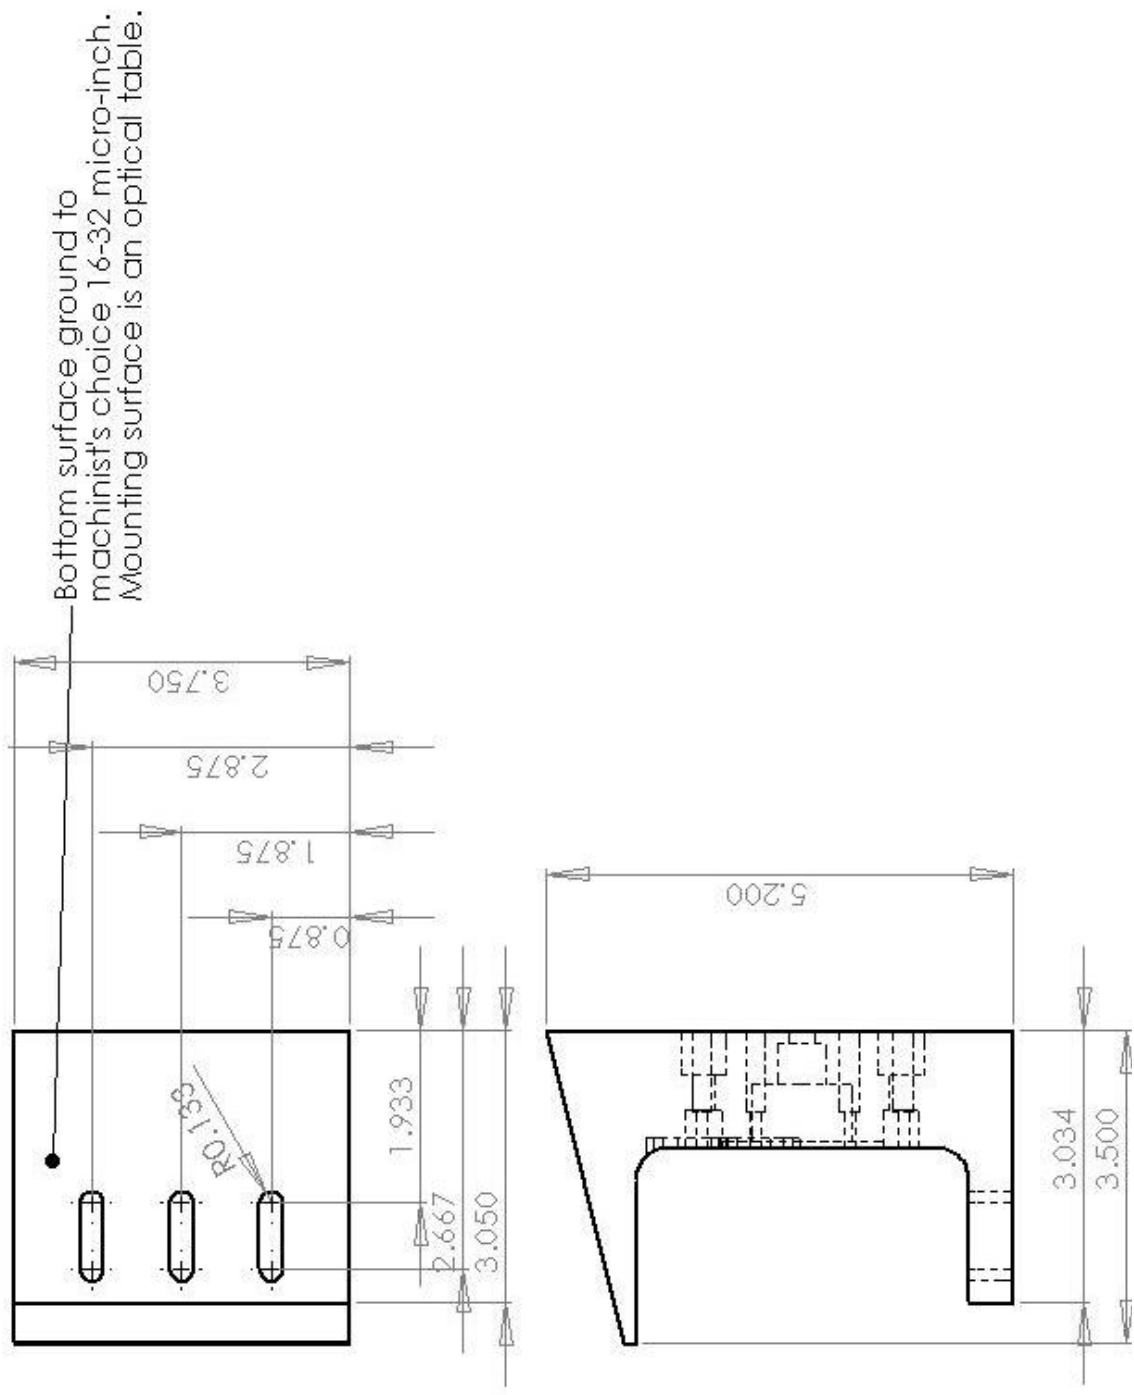 Bottom surface ground to
machinist's choice 16-32 micro-inch.
Mounting surface is an optical table.
3.750
2.875
1.875
0.875
R0.133
1.933
2.667
3.050
5.200
3.034
3.500